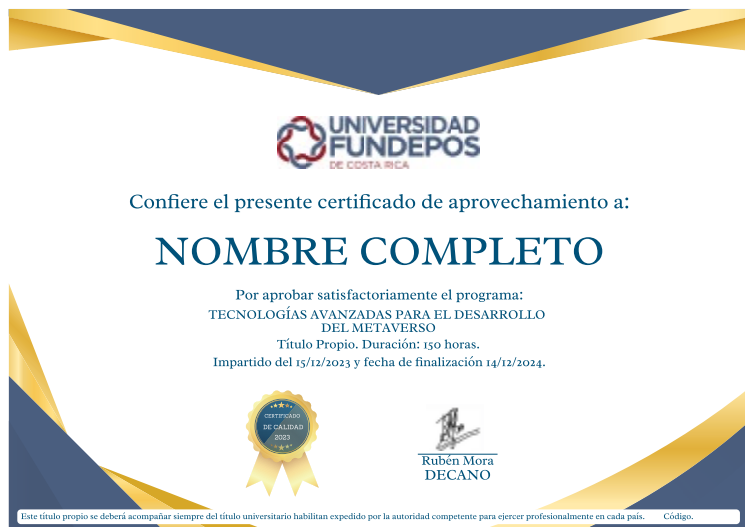 UNIVERSIDAD
FUNDEPOS
DE COSTA RICA
Confiere el presente certificado de aprovechamiento a:
NOMBRE COMPLETO
Por aprobar satisfactoriamente el programa:
TECNOLOGÍAS AVANZADAS PARA EL DESARROLLO
DEL METAVERSO
Título Propio. Duración: 150 horas.
Impartido del 15/12/2023 y fecha de finalización 14/12/2024.
CERTIFICADO
DE CALIDAD
2023
Rubén Mora
DECANO
Este título propio se deberá acompañar siempre del título universitario habilitan expedido por la autoridad competente para ejercer profesionalmente en cada país. Código.